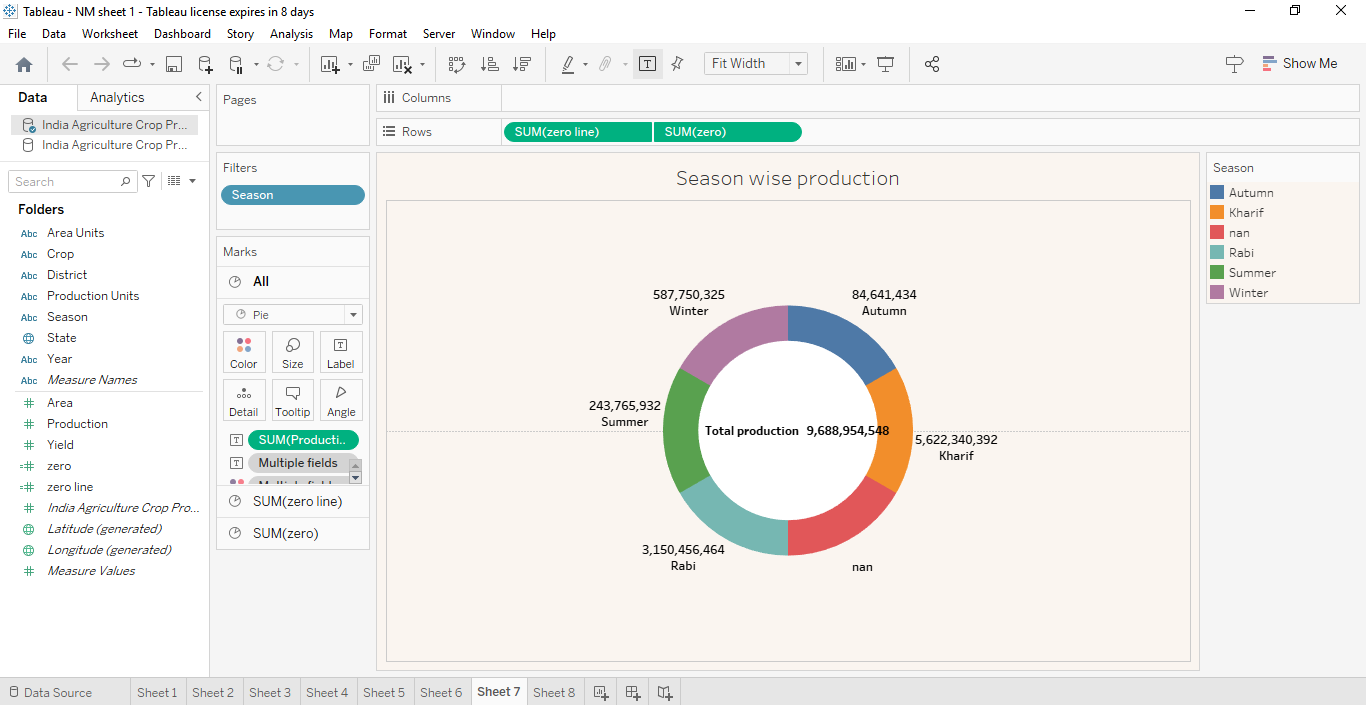 Tableau - NM sheet 1 - Tableau license expires in 8 days
File Data Worksheet Dashboard Story Analysis Map Format Server Window Help
Fit Width
Show Me
Data Analytics
India Agriculture Crop Pr...
India Agriculture Crop Pr...
Search
Folders
Abc Area Units
Abc Crop
Abc District
Abc Production Units
Abc Season
State
Abc Year
Abc Measure Names
# Area
# Production
# Yield
=# zero
=# zero line
# India Agriculture Crop Pro...
Latitude (generated)
Longitude (generated)
# Measure Values
Pages
Filters
Season
Marks
All
Pie
Color Size Label
Detail Tooltip Angle
T SUM(Producti..
T Multiple fields
SUM(zero line)
SUM(zero)
Columns
Rows SUM(zero line) SUM(zero)
Season wise production
587,750,325
Winter
84,641,434
Autumn
243,765,932
Summer
Total production 9,688,954,548
5,622,340,392
Kharif
3,150,456,464
Rabi
nan
Season
Autumn
Kharif
nan
Rabi
Summer
Winter
Data Source Sheet 1 Sheet 2 Sheet 3 Sheet 4 Sheet 5 Sheet 6 Sheet 7 Sheet 8